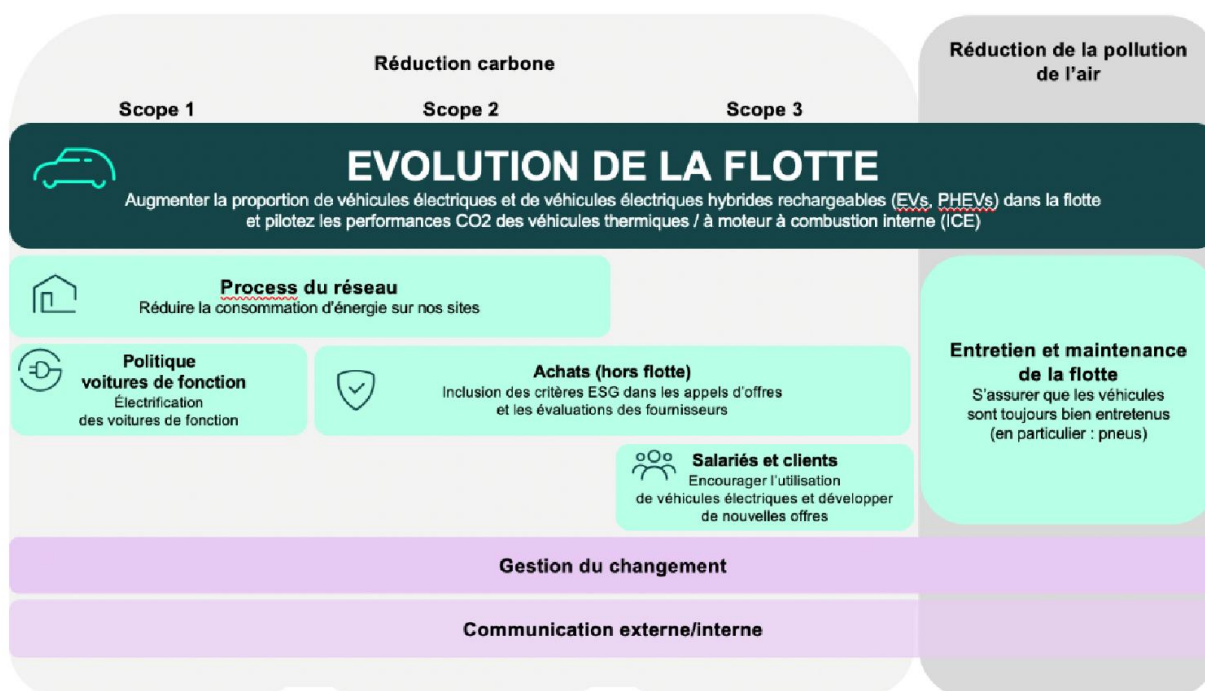 Réduction carbone
Réduction de la pollution
de l'air
Scope 1
Scope 2
Scope 3
EVOLUTION DE LA FLOTTE
Augmenter la proportion de véhicules électriques et de véhicules électriques hybrides rechargeables (EVs, PHEVs) dans la flotte
et pilotez les performances CO2 des véhicules thermiques / à moteur à combustion interne (ICE)
Process du réseau
Réduire la consommation d'énergie sur nos sites
Politique
voitures de fonction
Électrification
des voitures de fonction
Achats (hors flotte)
Inclusion des critères ESG dans les appels d'offres
et les évaluations des fournisseurs
Salariés et clients
Encourager l'utilisation
de véhicules électriques et développer
de nouvelles offres
Entretien et maintenance
de la flotte
S'assurer que les véhicules
sont toujours bien entretenus
(en particulier : pneus)
Gestion du changement
Communication externe/interne